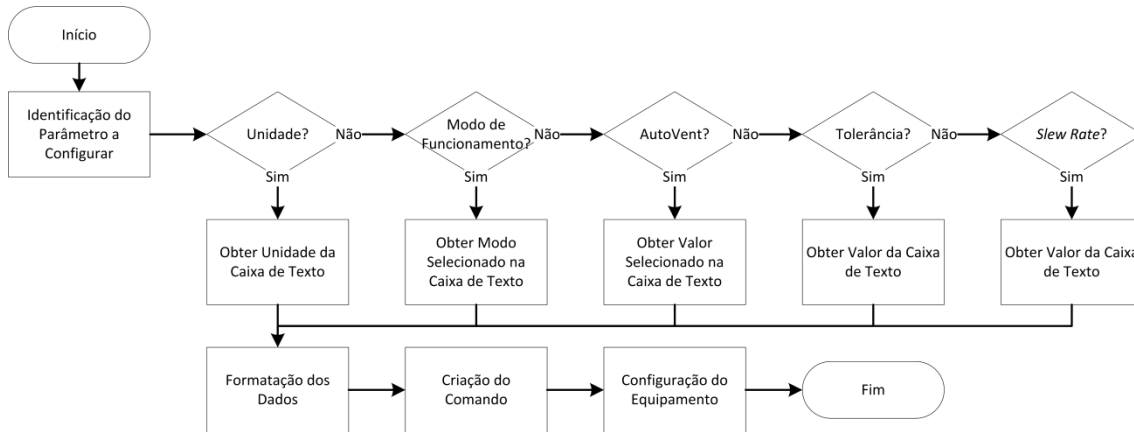 Início
Identificação do
Parâmetro a
Configurar
Unidade?
Não
Modo de
Funcionamento?
Não
AutoVent?
Não
Tolerância?
Não
Slew Rate?
Sim
Sim
Sim
Sim
Sim
Obter Unidade da
Caixa de Texto
Obter Modo
Selecionado na
Caixa de Texto
Obter Valor
Selecionado na
Caixa de Texto
Obter Valor da Caixa
de Texto
Obter Valor da Caixa
de Texto
Formatação dos
Dados
Criação do
Comando
Configuração do
Equipamento
Fim